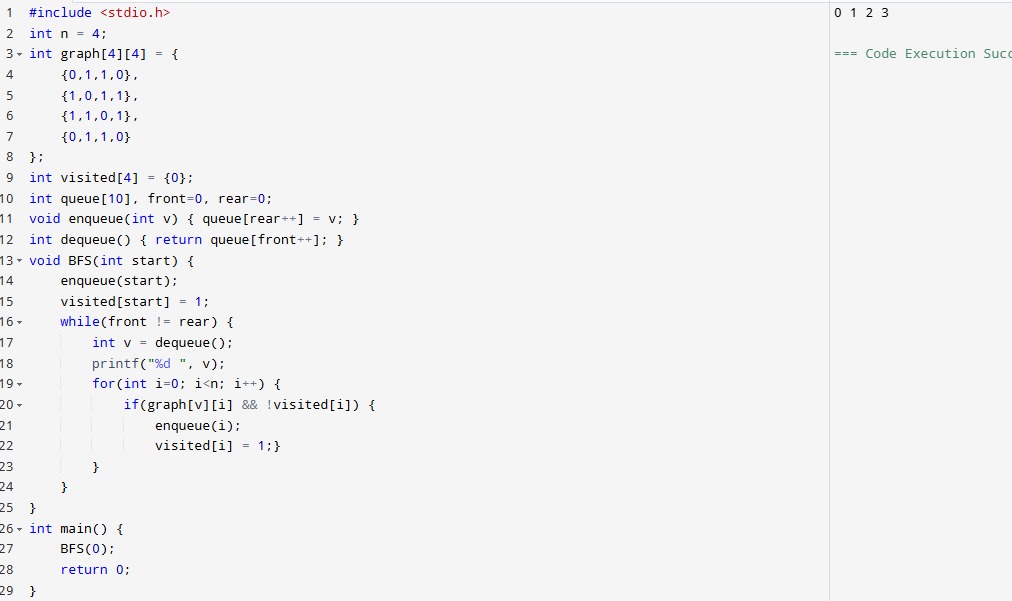 1 #include <stdio.h>
2 int n = 4;
3 int graph[4][4] = {
4     {0,1,1,0},
5     {1,0,1,1},
6     {1,1,0,1},
7     {0,1,1,0}
8 };
9 int visited[4] = {0};
10 int queue[10], front=0, rear=0;
11 void enqueue(int v) { queue[rear++] = v; }
12 int dequeue() { return queue[front++]; }
13 void BFS(int start) {
14     enqueue(start);
15     visited[start] = 1;
16     while(front != rear) {
17         int v = dequeue();
18         printf("%d ", v);
19         for(int i=0; i<n; i++) {
20             if(graph[v][i] && !visited[i]) {
21                 enqueue(i);
22                 visited[i] = 1;}
23         }
24     }
25 }
26 int main() {
27     BFS(0);
28     return 0;
29 }
0 1 2 3
=== Code Execution Succ